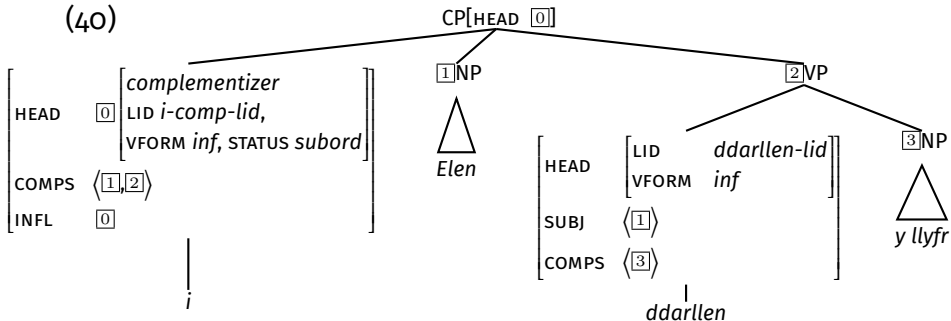 (40)
CP[HEAD 0]
HEAD 0 [complementizer
LID i-comp-lid,
VFORM inf, STATUS subord]
COMPS ⟨1,2⟩
INFL 0
i
1NP
Elen
2VP
HEAD [LID ddarllen-lid
VFORM inf]
SUBJ ⟨1⟩
COMPS ⟨3⟩
ddarllen
3NP
y llyfr